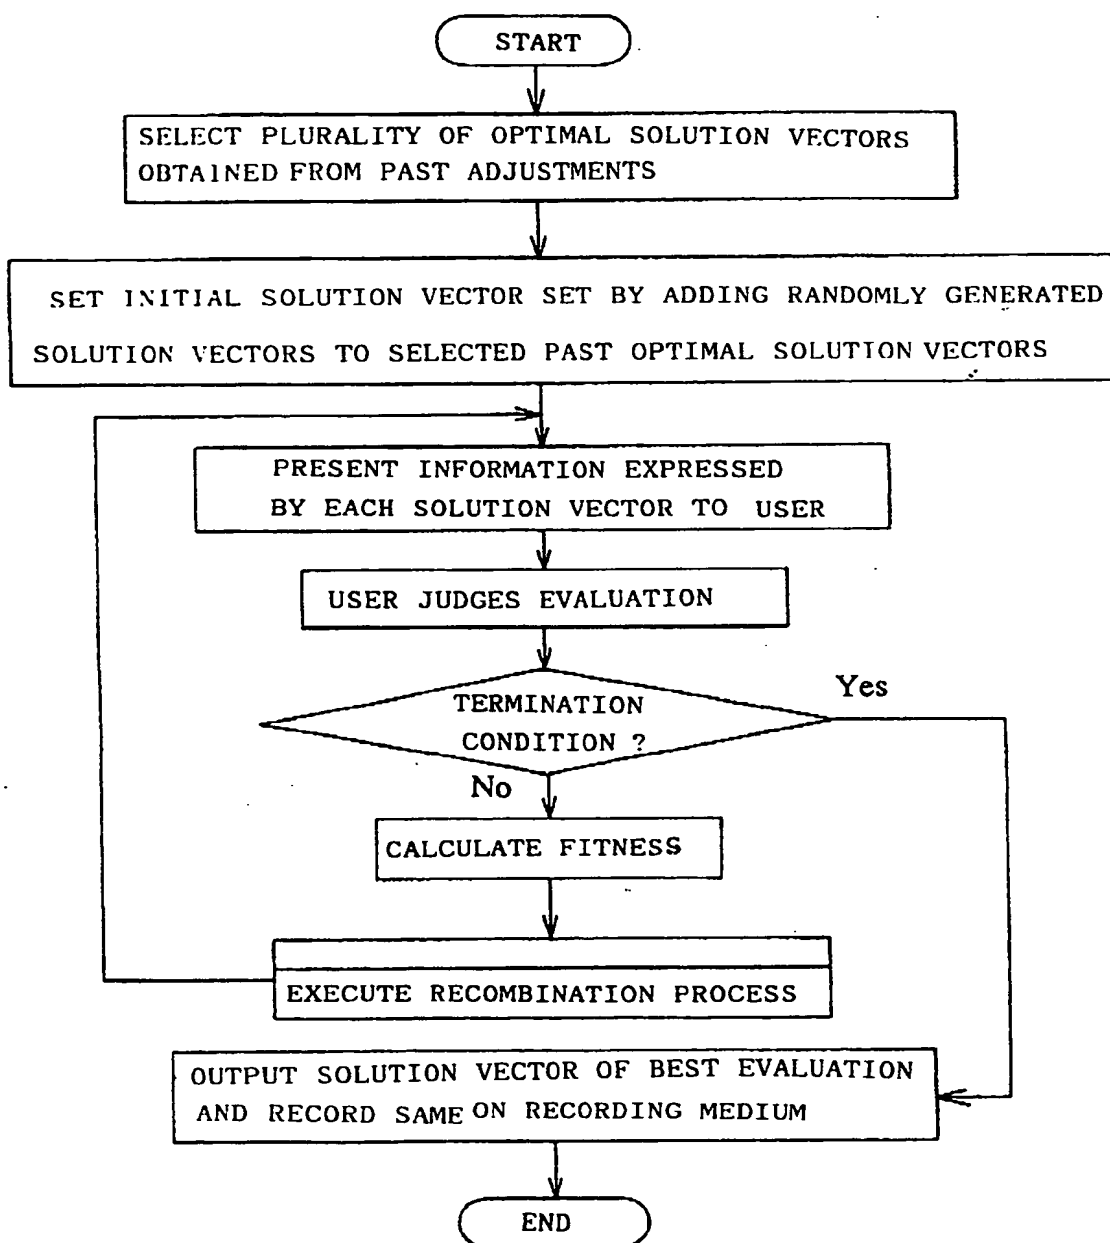 START
SELECT PLURALITY OF OPTIMAL SOLUTION VECTORS
OBTAINED FROM PAST ADJUSTMENTS
SET INITIAL SOLUTION VECTOR SET BY ADDING RANDOMLY GENERATED
SOLUTION VECTORS TO SELECTED PAST OPTIMAL SOLUTION VECTORS
PRESENT INFORMATION EXPRESSED
BY EACH SOLUTION VECTOR TO USER
USER JUDGES EVALUATION
TERMINATION
CONDITION ?
Yes
No
CALCULATE FITNESS
EXECUTE RECOMBINATION PROCESS
OUTPUT SOLUTION VECTOR OF BEST EVALUATION
AND RECORD SAME ON RECORDING MEDIUM
END